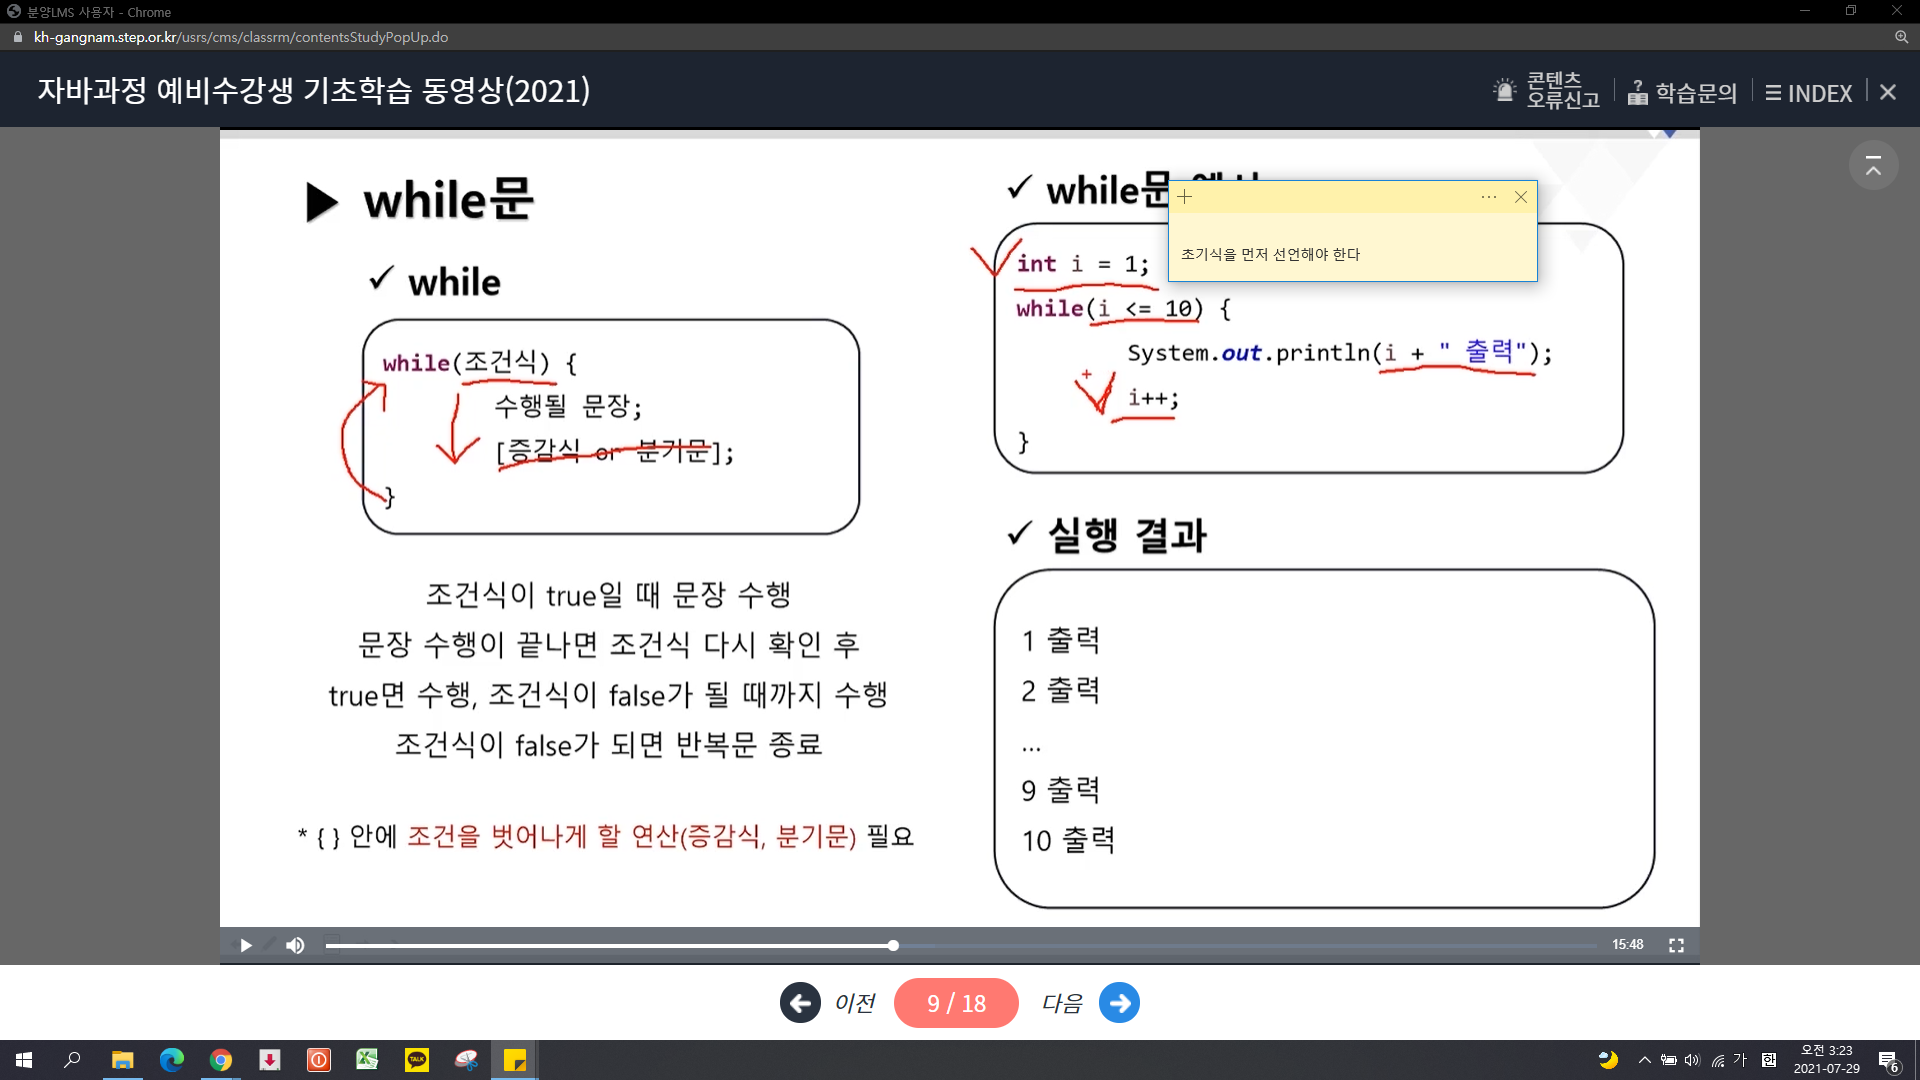 분양LMS 사용자 - Chrome
kh-gangnam.step.or.kr/usrs/cms/classrm/contentsStudyPopUp.do
자바과정 예비수강생 기초학습 동영상(2021)
콘텐츠
오류신고
학습문의
INDEX
while문
✓ while
while(조건식) {
수행될 문장;
[증감식 or 분기문];
}
조건식이 true일 때 문장 수행
문장 수행이 끝나면 조건식 다시 확인 후
true면 수행, 조건식이 false가 될 때까지 수행
조건식이 false가 되면 반복문 종료
* { } 안에 조건을 벗어나게 할 연산(증감식, 분기문) 필요
✓ while문
초기식을 먼저 선언해야 한다
int i = 1;
while(i <= 10) {
System.out.println(i + " 출력");
i++;
}
✓ 실행 결과
1 출력
2 출력
...
9 출력
10 출력
15:48
이전
9 / 18
다음
TALK
가
한
오전 3:23
2021-07-29
6